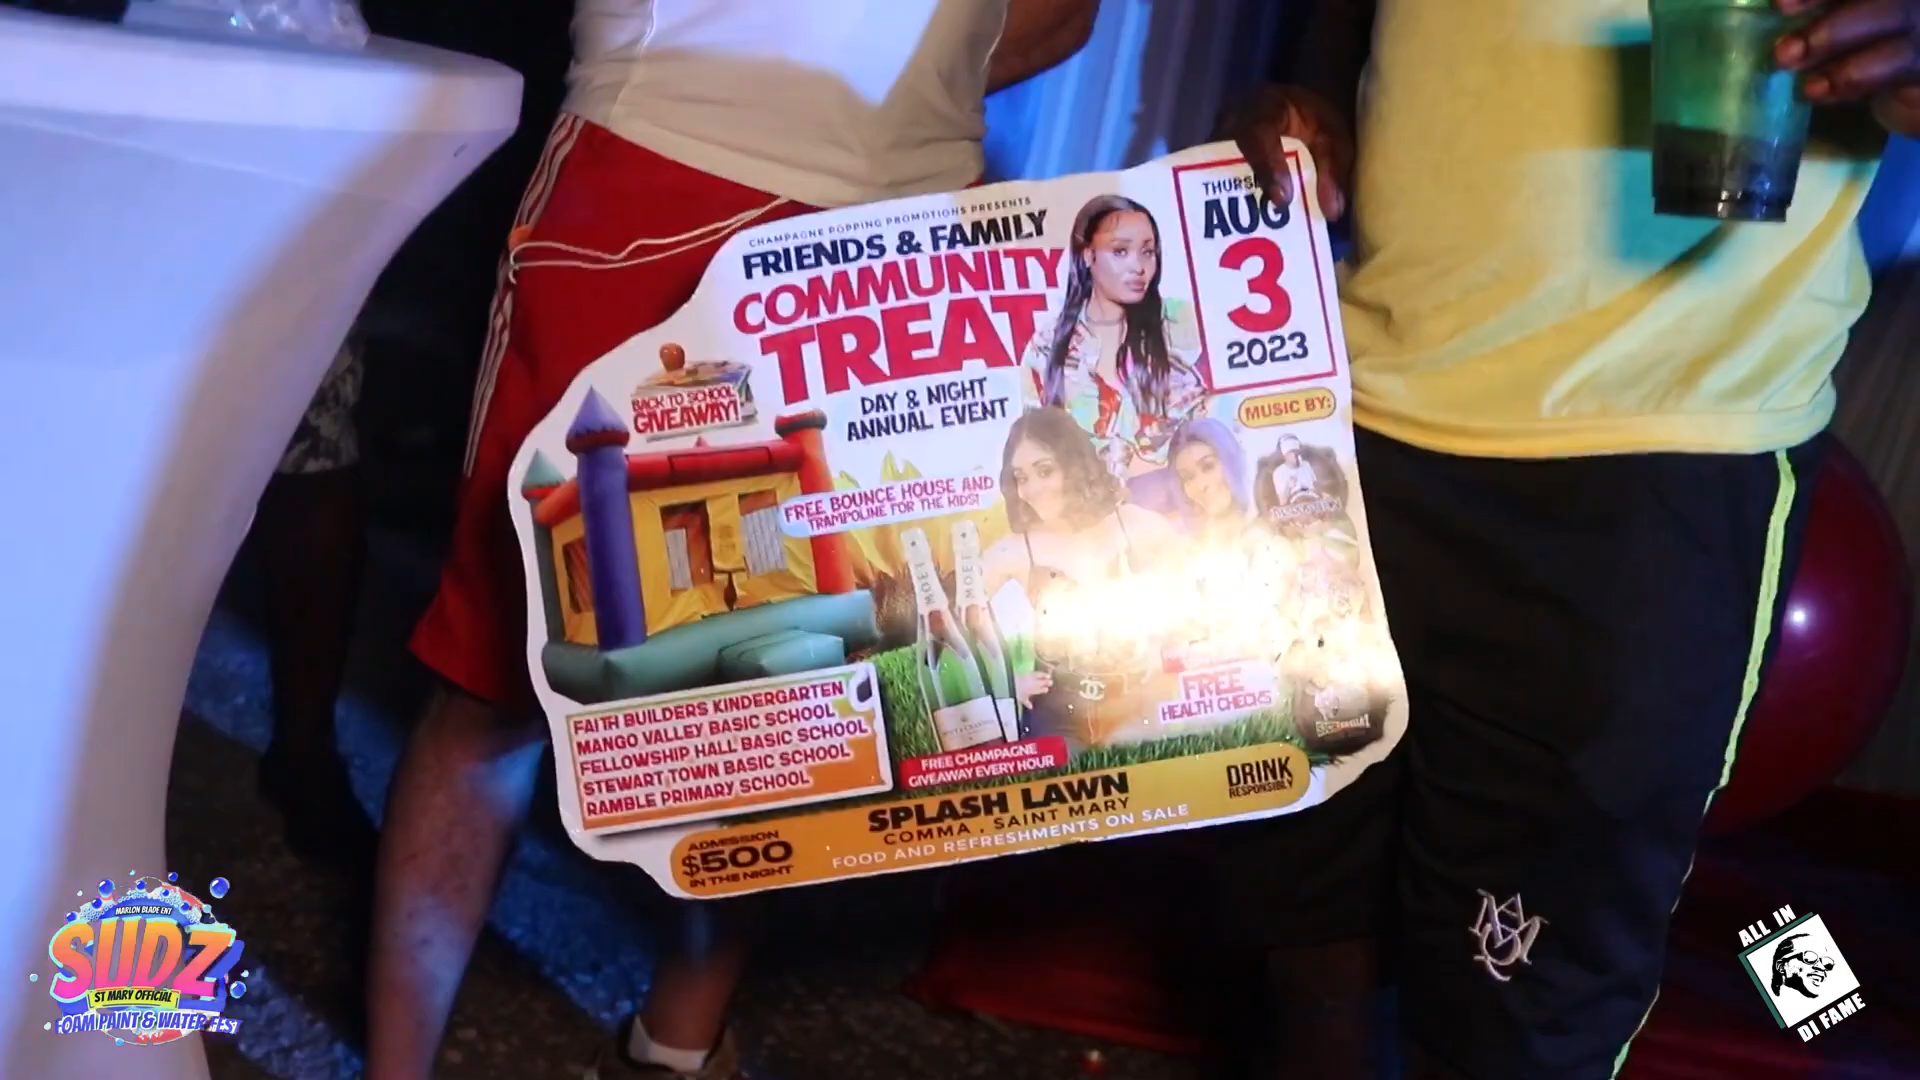 CHAMPAGNE POPPING PROMOTIONS PRESENTS
FRIENDS & FAMILY
COMMUNITY
TREAT
DAY & NIGHT
ANNUAL EVENT
BACK TO SCHOOL
GIVEAWAY!
AUG
3
2023
MUSIC BY:
FREE BOUNCE HOUSE AND
TRAMPOLINE FOR THE KIDS!
MOET
MOET
FAITH BUILDERS KINDERGARTEN
MANGO VALLEY BASIC SCHOOL
FELLOWSHIP HALL BASIC SCHOOL
STEWART TOWN BASIC SCHOOL
RAMBLE PRIMARY SCHOOL
FREE CHAMPAGNE
GIVEAWAY EVERY HOUR
FREE
HEALTH CHECKS
SPLASH LAWN
COMMA , SAINT MARY
FOOD AND REFRESHMENTS ON SALE
DRINK
RESPONSIBLY
ADMISSION
$500
IN THE NIGHT
MARLON BLADE ENT
SUDZ
ST MARY OFFICIAL
FOAM PAINT & WATER FEST
ALL IN
DI FAME